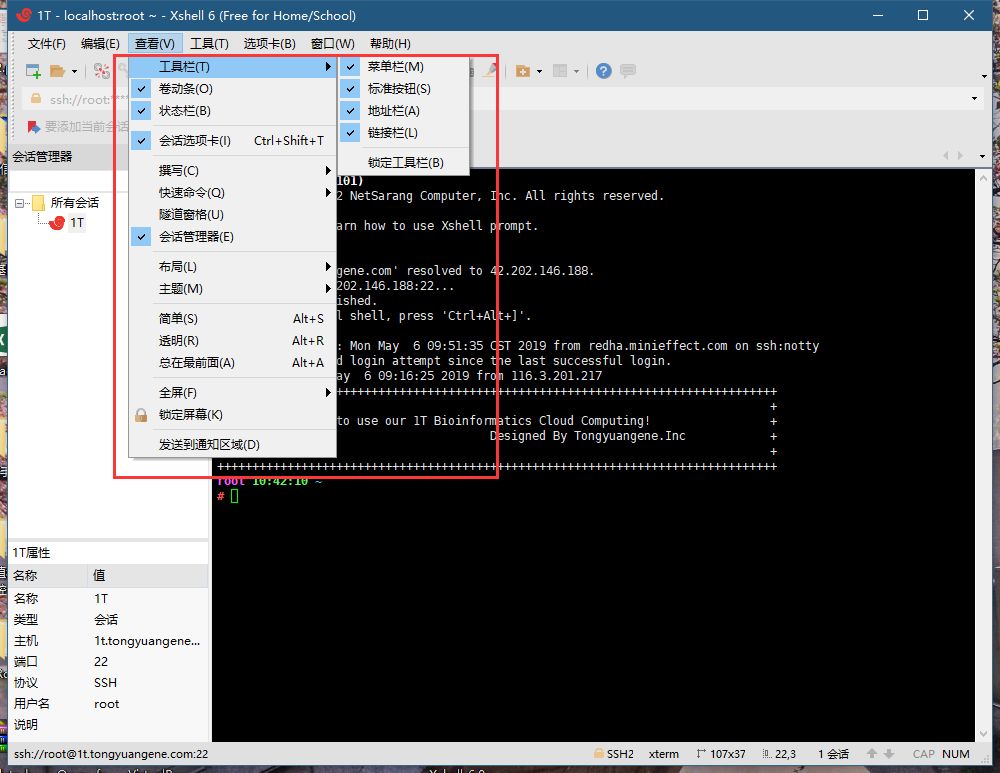 1T - localhost:root ~ - Xshell 6 (Free for Home/School)
文件(F) 编辑(E) 查看(V) 工具(T) 选项卡(B) 窗口(W) 帮助(H)
工具栏(T)
卷动条(O)
状态栏(B)
会话选项卡(I) Ctrl+Shift+T
撰写(C)
快速命令(Q)
隧道窗格(U)
会话管理器(E)
布局(L)
主题(M)
简单(S) Alt+S
透明(R) Alt+R
总在最前面(A) Alt+A
全屏(F)
锁定屏幕(K)
发送到通知区域(D)
菜单栏(M)
标准按钮(S)
地址栏(A)
链接栏(L)
锁定工具栏(B)
ssh://root:****
要添加当前会话
会话管理器
所有会话
1T
101)
2 NetSarang Computer, Inc. All rights reserved.
arn how to use Xshell prompt.
gene.com' resolved to 42.202.146.188.
202.146.188:22...
ished.
l shell, press 'Ctrl+Alt+]'.
: Mon May  6 09:51:35 CST 2019 from redha.minieffect.com on ssh:notty
d login attempt since the last successful login.
ay  6 09:16:25 2019 from 116.3.201.217
to use our 1T Bioinformatics Cloud Computing! +
Designed By Tongyuangene.Inc +
root 10:42:10 ~
#
1T属性
名称 值
名称 1T
类型 会话
主机 1t.tongyuangene...
端口 22
协议 SSH
用户名 root
说明
ssh://root@1t.tongyuangene.com:22 SSH2 xterm 107x37 22,3 1 会话 CAP NUM